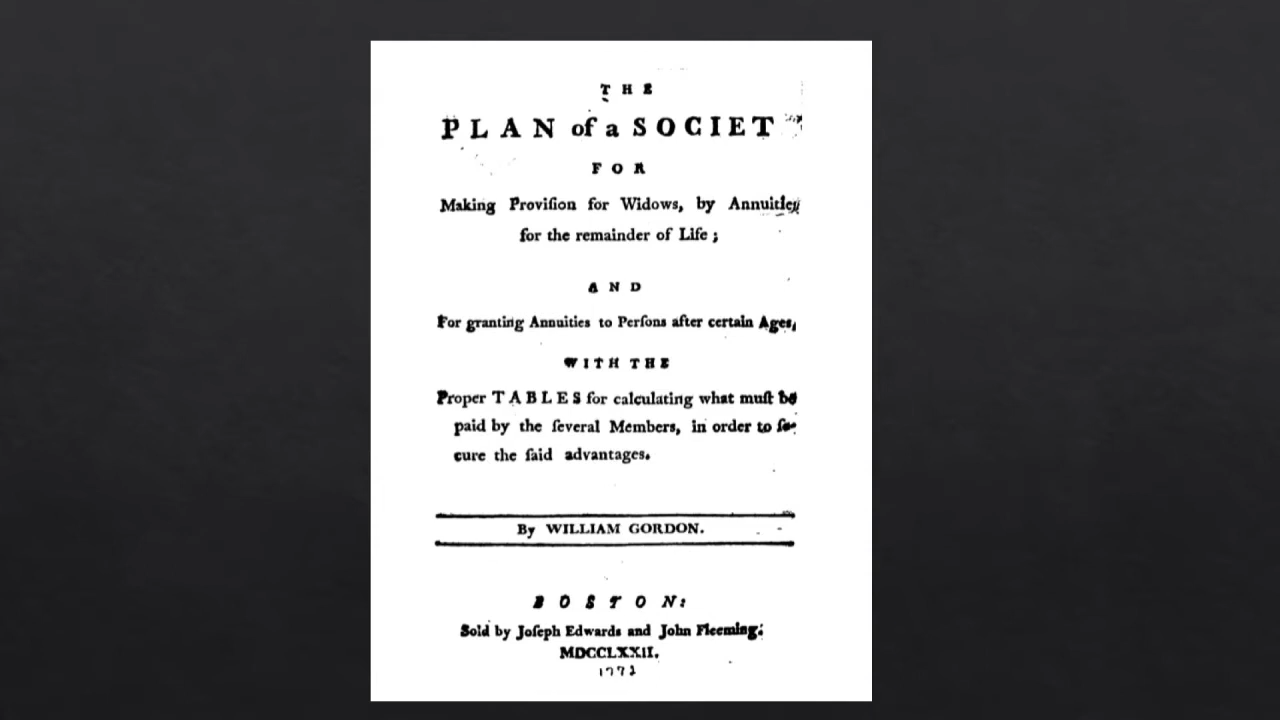 THE
PLAN of a SOCIET
FOR
Making Proviſion for Widows, by Annuities
for the remainder of Life;
AND
For granting Annuities to Perſons after certain Ages,
WITH THE
Proper TABLES for calculating what muſt be
paid by the ſeveral Members, in order to ſe-
cure the ſaid advantages.
By WILLIAM GORDON.
BOSTON:
Sold by Joſeph Edwards and John Fleeming.
MDCCLXXII.
1772